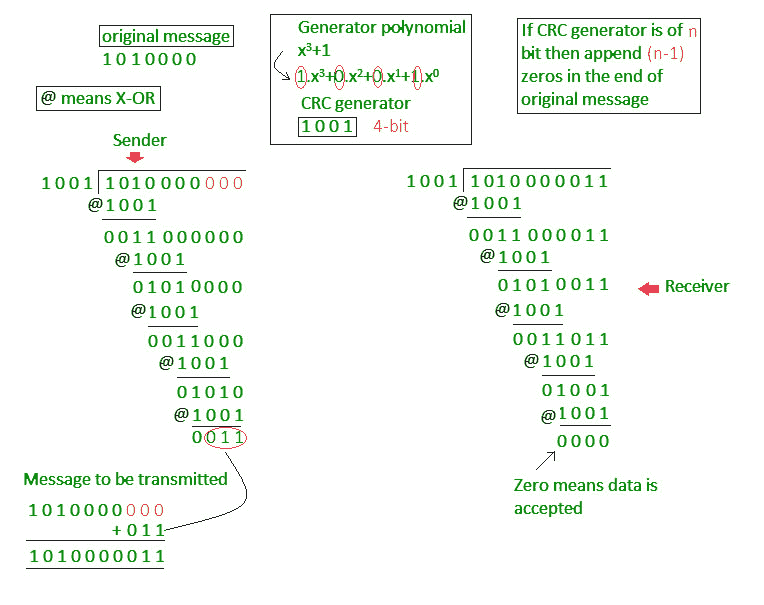 original message
1 0 1 0 0 0 0
@ means X-OR
Generator polynomial
x³+1
1.x³+0.x²+0.x¹+1.x⁰
CRC generator
1 0 0 1 4-bit
If CRC generator is of n
bit then append (n-1)
zeros in the end of
original message
Sender
1 0 0 1 1 0 1 0 0 0 0 0 0 0
@ 1 0 0 1
0 0 1 1 0 0 0 0 0 0
@ 1 0 0 1
0 1 0 1 0 0 0 0
@ 1 0 0 1
0 0 1 1 0 0 0
@ 1 0 0 1
0 1 0 1 0
@ 1 0 0 1
0 0 1 1
Message to be transmitted
1 0 1 0 0 0 0 0 0 0
+ 0 1 1
1 0 1 0 0 0 0 0 1 1
1 0 0 1 1 0 1 0 0 0 0 0 1 1
@ 1 0 0 1
0 0 1 1 0 0 0 0 1 1
@ 1 0 0 1
0 1 0 1 0 0 1 1
Receiver
@ 1 0 0 1
0 0 1 1 0 1 1
@ 1 0 0 1
0 1 0 0 1
@ 1 0 0 1
0 0 0 0
Zero means data is
accepted